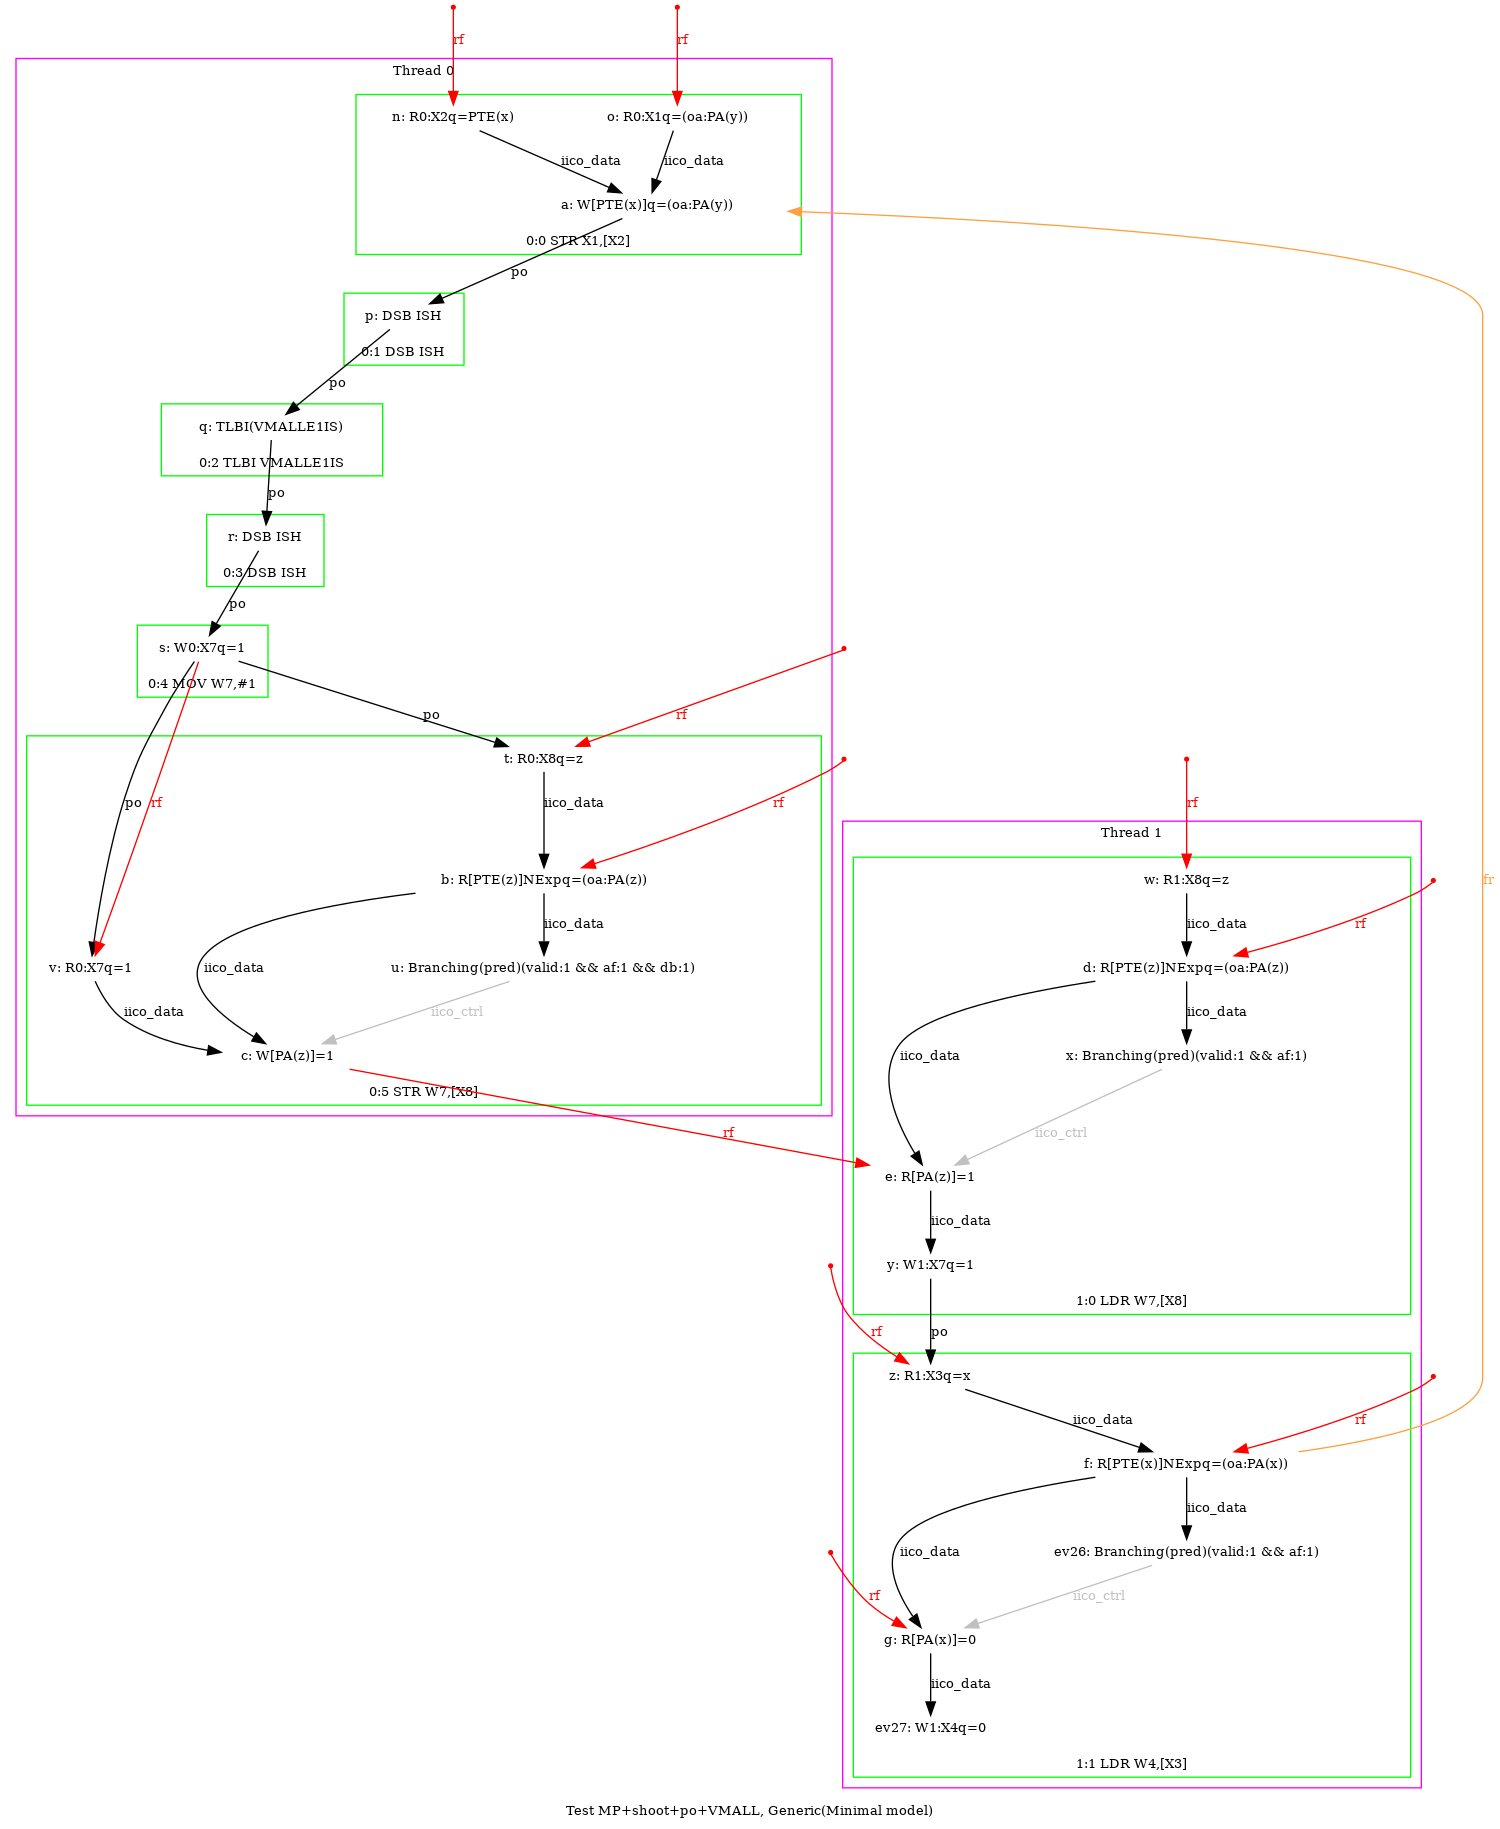 rf
rf
Thread 0
n: R0:X2q=PTE(x)
o: R0:X1q=(oa:PA(y))
iico_data
iico_data
a: W[PTE(x)]q=(oa:PA(y))
0:0 STR X1,[X2]
po
p: DSB ISH
0:1 DSB ISH
po
q: TLBI(VMALLE1IS)
0:2 TLBI VMALLE1IS
po
r: DSB ISH
0:3 DSB ISH
po
s: W0:X7q=1
0:4 MOV W7,#1
po
rf
t: R0:X8q=z
po
rf
iico_data
rf
b: R[PTE(z)]NExpq=(oa:PA(z))
iico_data
iico_data
v: R0:X7q=1
u: Branching(pred)(valid:1 && af:1 && db:1)
iico_data
iico_ctrl
c: W[PA(z)]=1
0:5 STR W7,[X8]
rf
rf
Thread 1
w: R1:X8q=z
fr
iico_data
rf
d: R[PTE(z)]NExpq=(oa:PA(z))
iico_data
iico_data
x: Branching(pred)(valid:1 && af:1)
iico_ctrl
e: R[PA(z)]=1
iico_data
y: W1:X7q=1
1:0 LDR W7,[X8]
rf
po
z: R1:X3q=x
iico_data
rf
f: R[PTE(x)]NExpq=(oa:PA(x))
iico_data
iico_data
ev26: Branching(pred)(valid:1 && af:1)
rf
iico_ctrl
g: R[PA(x)]=0
iico_data
ev27: W1:X4q=0
1:1 LDR W4,[X3]
Test MP+shoot+po+VMALL, Generic(Minimal model)